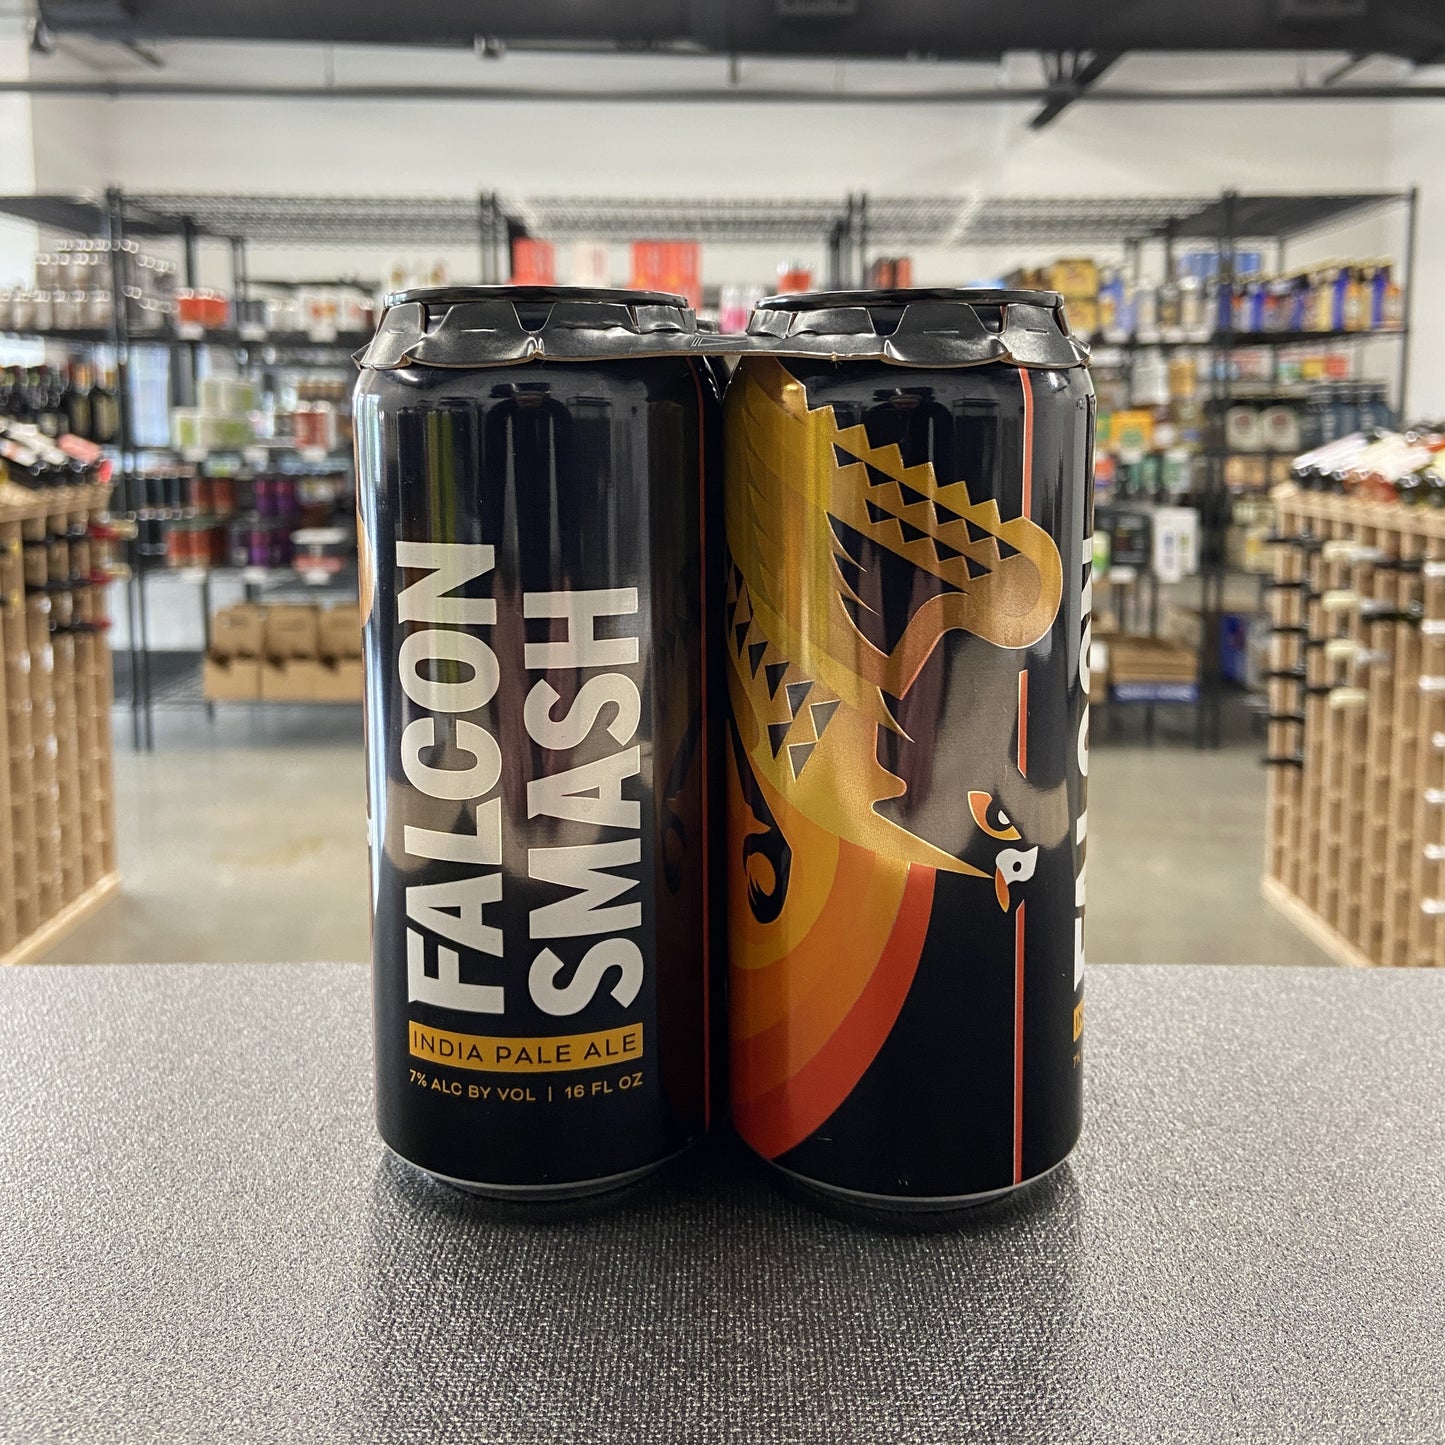 FALCON
SMASH
INDIA PALE ALE
7% ALC BY VOL | 16 FL OZ